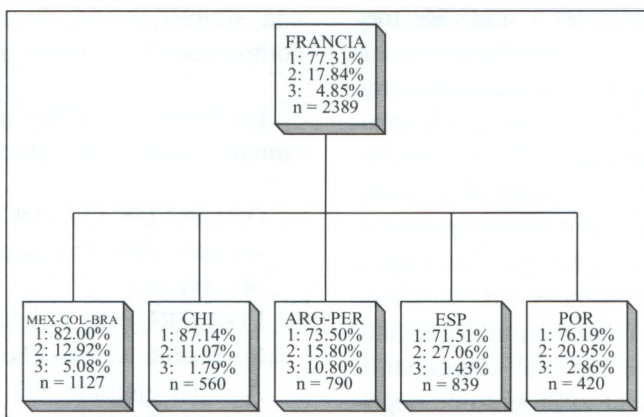 FRANCIA
1: 77.31%
2: 17.84%
3: 4.85%
n = 2389
MEX-COL-BRA
1: 82.00%
2: 12.92%
3: 5.08%
n = 1127
CHI
1: 87.14%
2: 11.07%
3: 1.79%
n = 560
ARG-PER
1: 73.50%
2: 15.80%
3: 10.80%
n = 790
ESP
1: 71.51%
2: 27.06%
3: 1.43%
n = 839
POR
1: 76.19%
2: 20.95%
3: 2.86%
n = 420